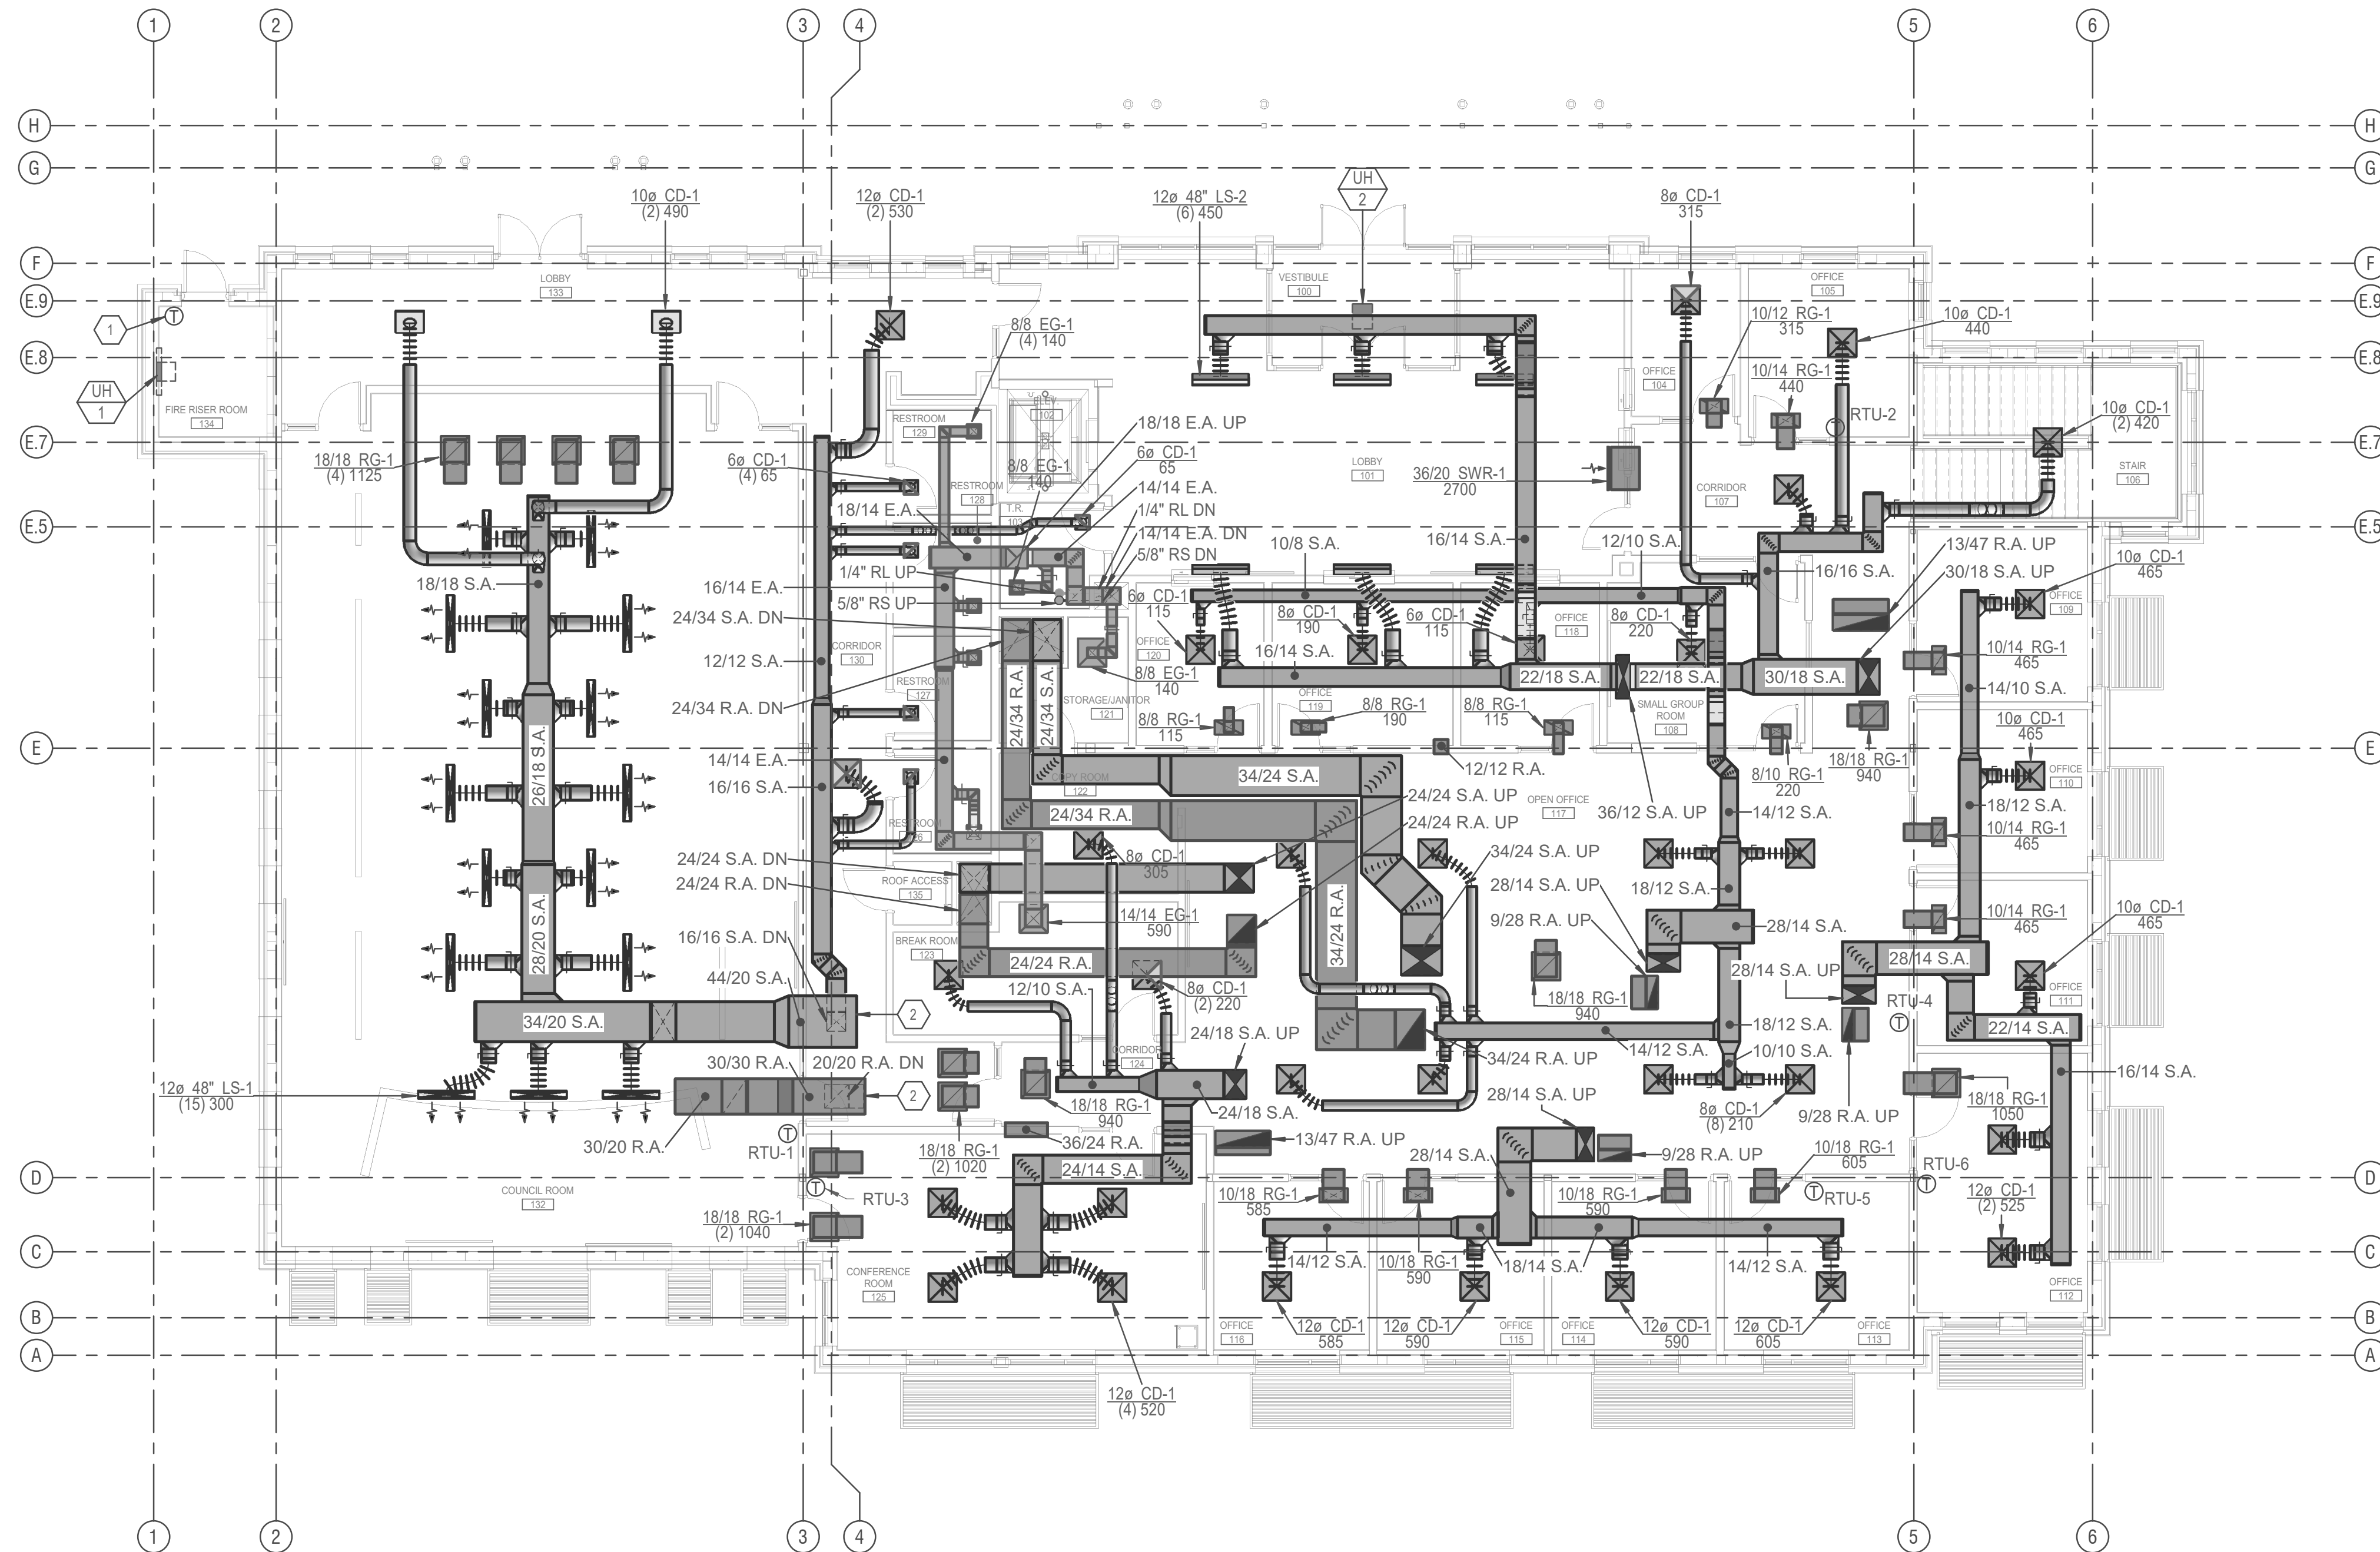 1
2
3
4
5
6
H
H
G
G
UH
2
10ø CD-1
(2) 490
12ø CD-1
(2) 530
12ø 48" LS-2
(6) 450
8ø CD-1
315
F
F
LOBBY
133
VESTIBULE
100
OFFICE
105
E.9
E.9
1
T
8/8 EG-1
(4) 140
10/12 RG-1
315
10ø CD-1
440
E.8
E.8
UH
1
FIRE RISER ROOM
134
RESTROOM
129
ELEV.
102
OFFICE
104
10/14 RG-1
440
T
RTU-2
10ø CD-1
(2) 420
18/18 E.A. UP
E.7
E.7
18/18 RG-1
(4) 1125
6ø CD-1
(4) 65
8/8 EG-1
140
6ø CD-1
65
LOBBY
101
36/20 SWR-1
2700
STAIR
106
RESTROOM
128
14/14 E.A.
CORRIDOR
107
18/14 E.A.
T.R.
103
1/4" RL DN
E.5
E.5
14/14 E.A. DN
5/8" RS DN
10/8 S.A.
16/14 S.A.
12/10 S.A.
13/47 R.A. UP
10ø CD-1
465
18/18 S.A.
1/4" RL UP
16/14 E.A.
5/8" RS UP
16/16 S.A.
30/18 S.A. UP
24/34 S.A. DN
6ø CD-1
115
8ø CD-1
190
6ø CD-1
115
OFFICE
118
8ø CD-1
220
OFFICE
109
CORRIDOR
130
OFFICE
120
12/12 S.A.
16/14 S.A.
10/14 RG-1
465
8/8 EG-1
140
22/18 S.A.
22/18 S.A.
30/18 S.A.
RESTROOM
127
24/34 R.A.
24/34 S.A.
STORAGE/JANITOR
121
OFFICE
119
14/10 S.A.
24/34 R.A. DN
8/8 RG-1
115
8/8 RG-1
190
8/8 RG-1
115
SMALL GROUP
ROOM
108
10ø CD-1
465
E
E
26/18 S.A.
14/14 E.A.
12/12 R.A.
8/10 RG-1
220
18/18 RG-1
940
16/16 S.A.
COPY ROOM
122
34/24 S.A.
OFFICE
110
24/24 S.A. UP
OPEN OFFICE
117
36/12 S.A. UP
14/12 S.A.
18/12 S.A.
24/34 R.A.
24/24 R.A. UP
RESTROOM
126
10/14 RG-1
465
24/24 S.A. DN
8ø CD-1
305
34/24 S.A. UP
24/24 R.A. DN
ROOF ACCESS
135
28/14 S.A. UP
18/12 S.A.
28/20 S.A.
34/24 R.A.
14/14 EG-1
590
9/28 R.A. UP
28/14 S.A.
10/14 RG-1
465
10ø CD-1
465
16/16 S.A. DN
BREAK ROOM
123
24/24 R.A.
28/14 S.A. UP
28/14 S.A.
44/20 S.A.
12/10 S.A.
8ø CD-1
(2) 220
18/18 RG-1
940
RTU-4
T
OFFICE
111
34/20 S.A.
2
24/18 S.A. UP
18/12 S.A.
22/14 S.A.
30/30 R.A.
20/20 R.A. DN
CORRIDOR
124
34/24 R.A. UP
14/12 S.A.
10/10 S.A.
16/14 S.A.
12ø 48" LS-1
(15) 300
2
18/18 RG-1
940
24/18 S.A.
28/14 S.A. UP
8ø CD-1
(8) 210
9/28 R.A. UP
18/18 RG-1
1050
30/20 R.A.
T
RTU-1
36/24 R.A.
13/47 R.A. UP
9/28 R.A. UP
18/18 RG-1
(2) 1020
24/14 S.A.
28/14 S.A.
10/18 RG-1
605
RTU-6
T
D
D
COUNCIL ROOM
132
T
RTU-3
10/18 RG-1
585
10/18 RG-1
590
T
RTU-5
12ø CD-1
(2) 525
18/18 RG-1
(2) 1040
C
C
14/12 S.A.
10/18 RG-1
590
18/14 S.A.
14/12 S.A.
CONFERENCE
ROOM
125
OFFICE
112
B
B
OFFICE
116
12ø CD-1
585
12ø CD-1
590
OFFICE
115
OFFICE
114
12ø CD-1
590
12ø CD-1
605
OFFICE
113
A
A
12ø CD-1
(4) 520
1
2
3
4
5
6